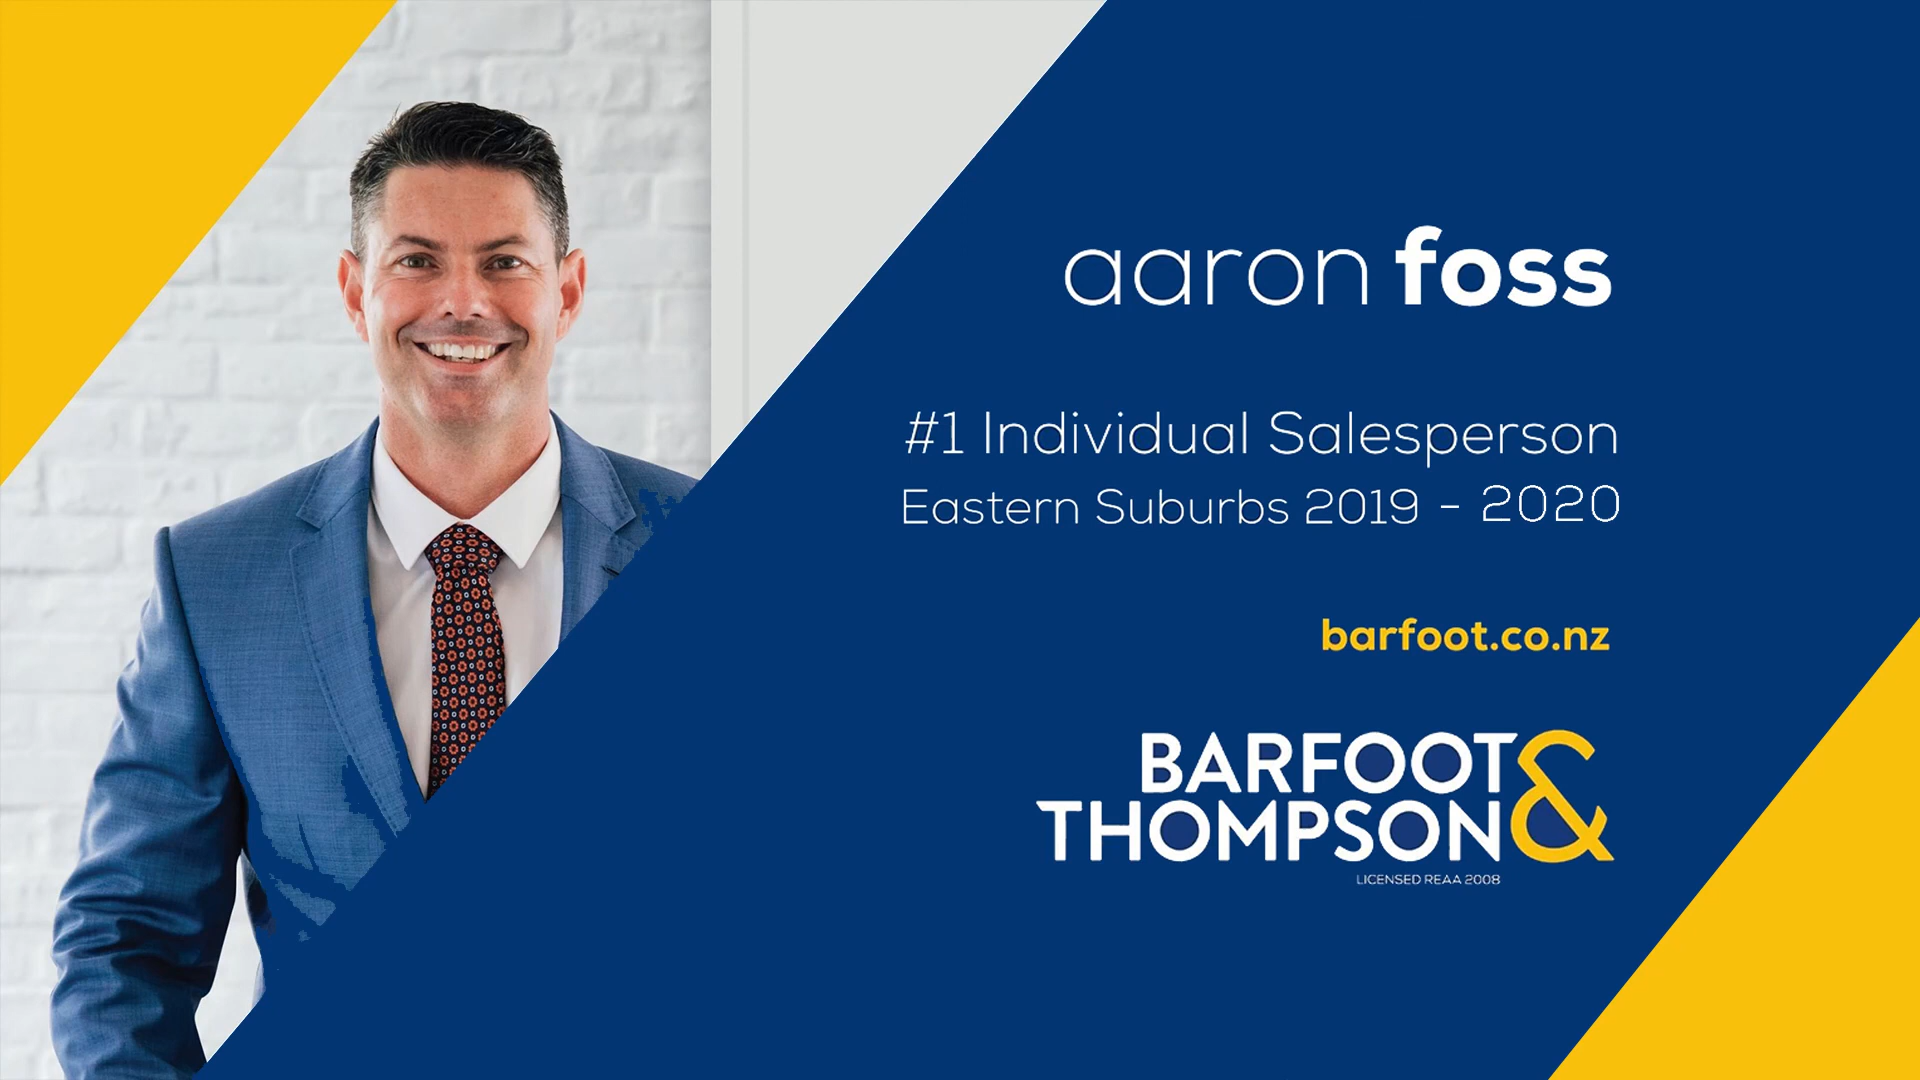 aaron foss
#1 Individual Salesperson
Eastern Suburbs 2019 - 2020
barfoot.co.nz
BARFOOT &
THOMPSON
LICENSED REAA 2008